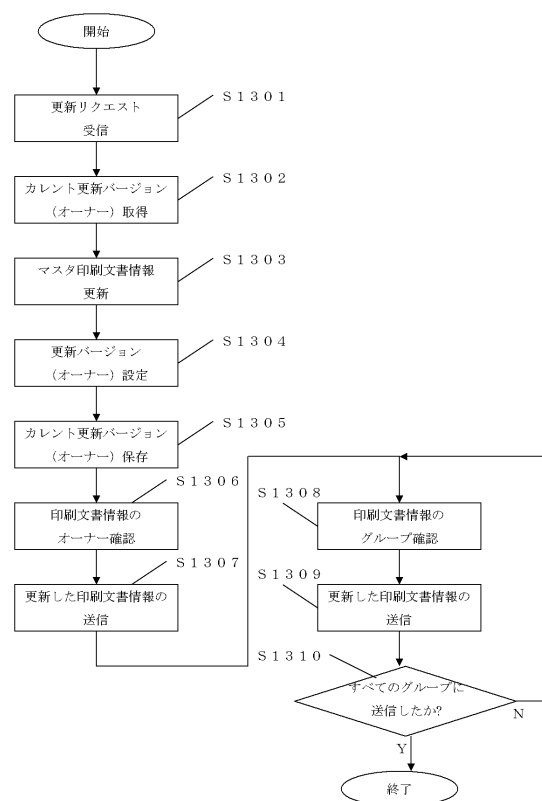 開始
更新リクエスト
受信
Ｓ１３０１
カレント更新バージョン
（オーナー）取得
Ｓ１３０２
マスタ印刷文書情報
更新
Ｓ１３０３
更新バージョン
（オーナー）設定
Ｓ１３０４
カレント更新バージョン
（オーナー）保存
Ｓ１３０５
印刷文書情報の
オーナー確認
Ｓ１３０６
更新した印刷文書情報の
送信
Ｓ１３０７
印刷文書情報の
グループ確認
Ｓ１３０８
更新した印刷文書情報の
送信
Ｓ１３０９
すべてのグループに
送信したか?
Ｓ１３１０
N
Y
終了